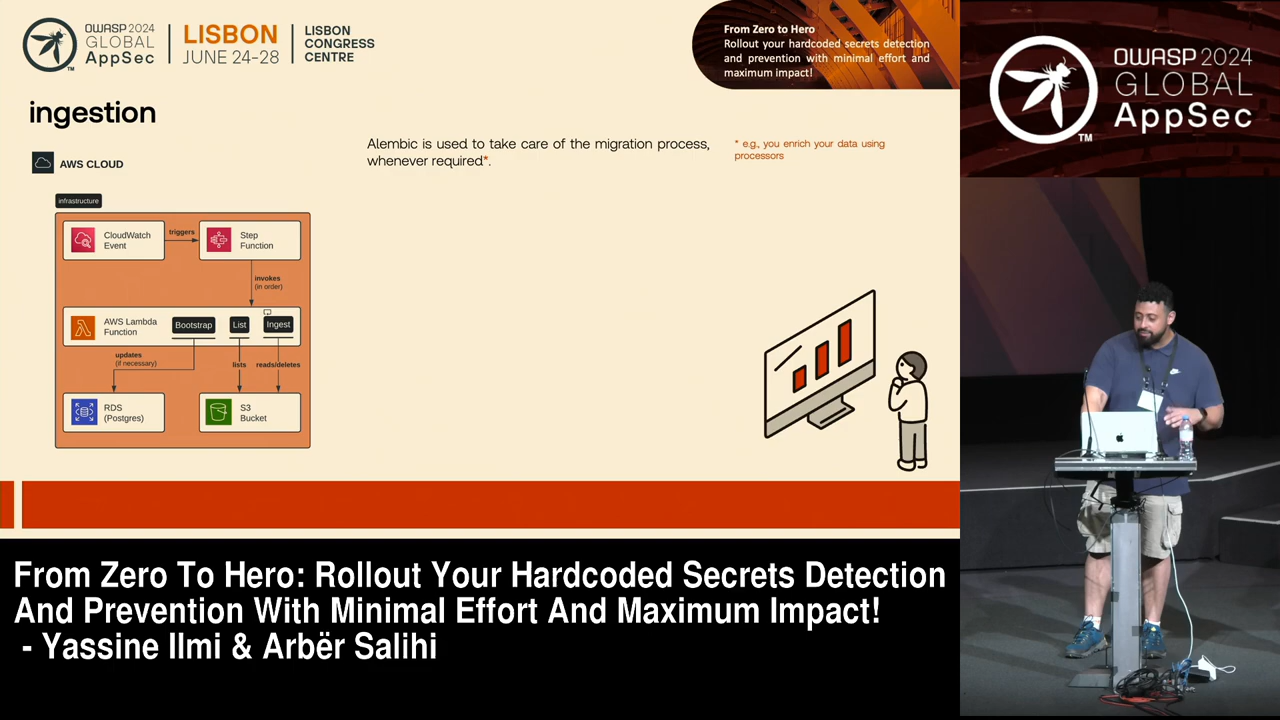 OWASP 2024
GLOBAL
AppSec
TM
LISBON
JUNE 24-28
LISBON
CONGRESS
CENTRE
From Zero to Hero
Rollout your hardcoded secrets detection
and prevention with minimal effort and
maximum impact!
OWASP 2024
GLOBAL
AppSec
TM
ingestion
AWS CLOUD
Alembic is used to take care of the migration process,
whenever required*.
* e.g., you enrich your data using
processors
infrastructure
CloudWatch
Event
triggers
Step
Function
invokes
(in order)
AWS Lambda
Function
Bootstrap
List
Ingest
updates
(if necessary)
lists
reads/deletes
RDS
(Postgres)
S3
Bucket
From Zero To Hero: Rollout Your Hardcoded Secrets Detection
And Prevention With Minimal Effort And Maximum Impact!
- Yassine Ilmi & Arbër Salihi